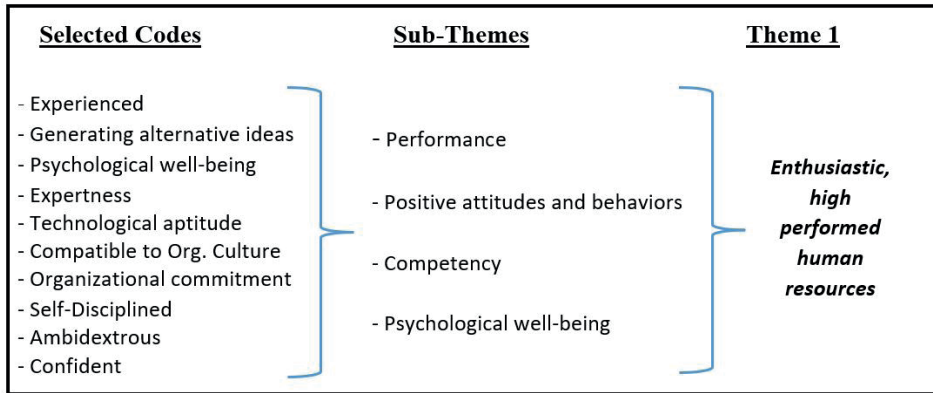 Selected Codes
- Experienced
- Generating alternative ideas
- Psychological well-being
- Expertness
- Technological aptitude
- Compatible to Org. Culture
- Organizational commitment
- Self-Disciplined
- Ambidextrous
- Confident
Sub-Themes
- Performance
- Positive attitudes and behaviors
- Competency
- Psychological well-being
Theme 1
Enthusiastic,
high
performed
human
resources